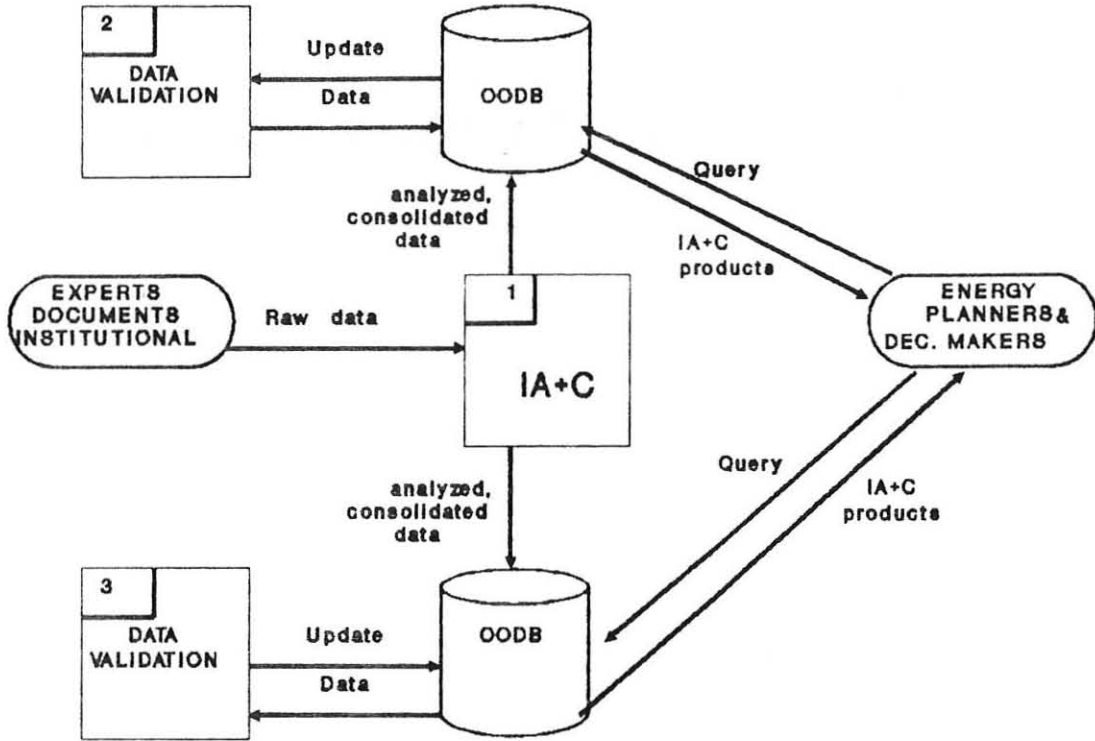 2
DATA
VALIDATION
Update
Data
OODB
Query
IA+C
products
analyzed,
consolidated
data
EXPERTS
DOCUMENTS
INSTITUTIONAL
Raw data
1
IA+C
ENERGY
PLANNERS &
DEC. MAKERS
Query
IA+C
products
analyzed,
consolidated
data
3
DATA
VALIDATION
Update
Data
OODB